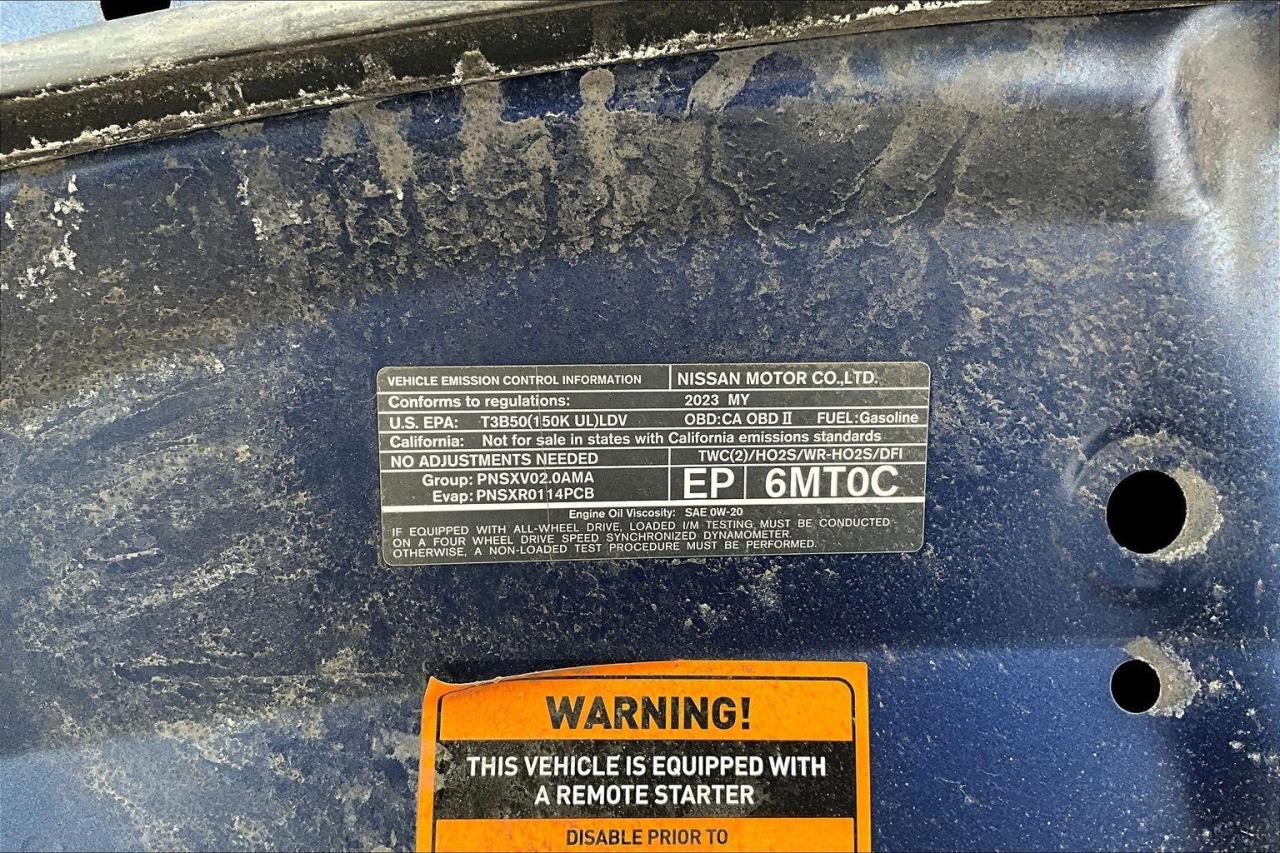 VEHICLE EMISSION CONTROL INFORMATION NISSAN MOTOR CO.,LTD.
Conforms to regulations: 2023 MY
U.S. EPA: T3B50(150K UL)LDV OBD:CA OBD II FUEL:Gasoline
California: Not for sale in states with California emissions standards
NO ADJUSTMENTS NEEDED TWC(2)/HO2S/WR-HO2S/DFI
Group: PNSXV02.0AMA
Evap: PNSXR0114PCB
EP 6MT0C
Engine Oil Viscosity: SAE 0W-20
IF EQUIPPED WITH ALL-WHEEL DRIVE, LOADED I/M TESTING MUST BE CONDUCTED
ON A FOUR WHEEL DRIVE SPEED SYNCHRONIZED DYNAMOMETER.
OTHERWISE, A NON-LOADED TEST PROCEDURE MUST BE PERFORMED.
WARNING!
THIS VEHICLE IS EQUIPPED WITH
A REMOTE STARTER
DISABLE PRIOR TO